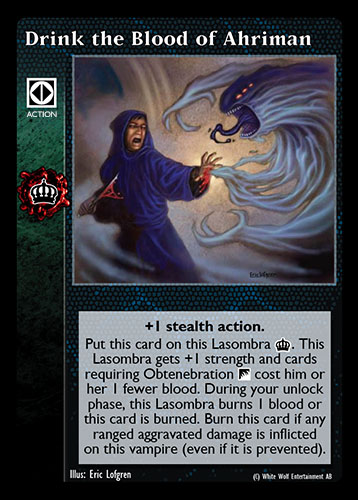 Drink the Blood of Ahriman
ACTION
+1 stealth action.
Put this card on this Lasombra . This
Lasombra gets +1 strength and cards
requiring Obtenebration cost him or
her 1 fewer blood. During your unlock
phase, this Lasombra burns 1 blood or
this card is burned. Burn this card if any
ranged aggravated damage is inflicted
on this vampire (even if it is prevented).
Illus: Eric Lofgren
(C) White Wolf Entertainment AB